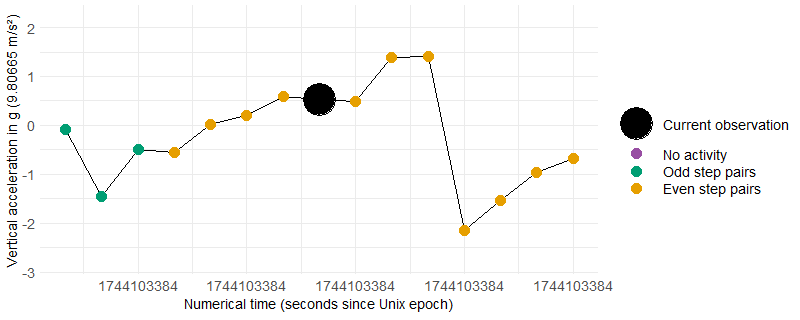 Vertical acceleration in g (9.80665 m/s²)
2
1
0
-1
-2
-3
1744103384 1744103384 1744103384 1744103384 1744103384
Numerical time (seconds since Unix epoch)
Current observation
No activity
Odd step pairs
Even step pairs